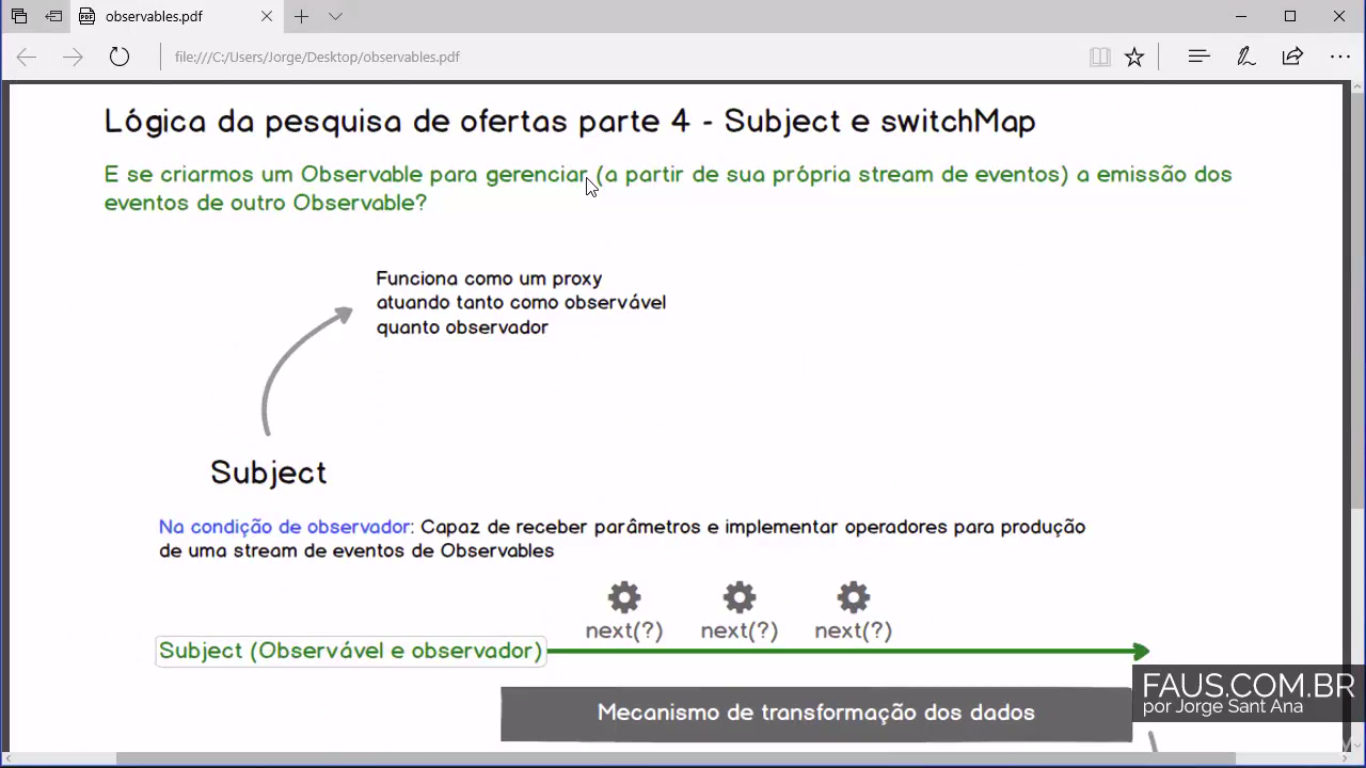 observables.pdf
file:///C:/Users/Jorge/Desktop/observables.pdf
Lógica da pesquisa de ofertas parte 4 - Subject e switchMap
E se criarmos um Observable para gerenciar (a partir de sua própria stream de eventos) a emissão dos
eventos de outro Observable?
Funciona como um proxy
atuando tanto como observável
quanto observador
Subject
Na condição de observador: Capaz de receber parâmetros e implementar operadores para produção
de uma stream de eventos de Observables
next(?) next(?) next(?)
Subject (Observável e observador)
Mecanismo de transformação dos dados
FAUS.COM.BR
por Jorge Sant Ana